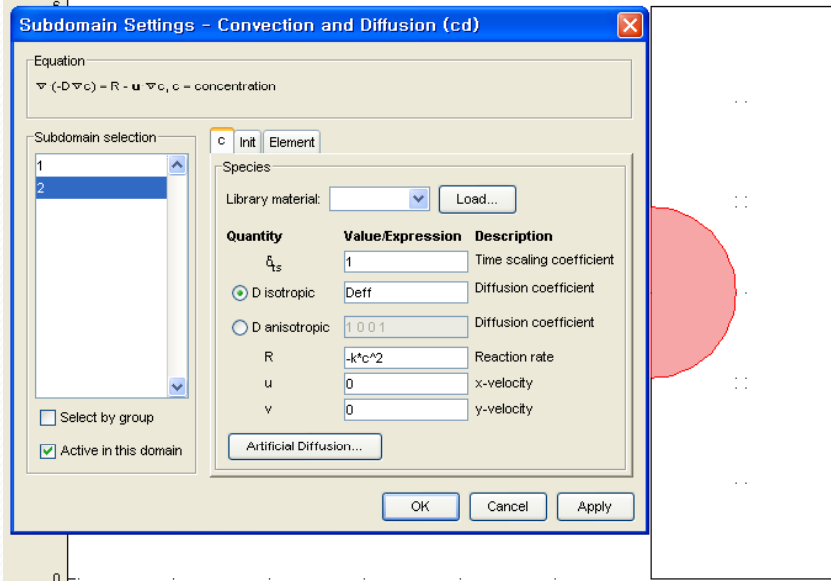 6
Subdomain Settings - Convection and Diffusion (cd)
Equation
∇ (-D∇c) = R - u ∇c, c = concentration
Subdomain selection
1
2
Select by group
Active in this domain
c Init Element
Species
Library material: Load...
Quantity Value/Expression Description
δts 1 Time scaling coefficient
D isotropic Deff Diffusion coefficient
D anisotropic 1 0 0 1 Diffusion coefficient
R -k*c^2 Reaction rate
u 0 x-velocity
v 0 y-velocity
Artificial Diffusion...
OK Cancel Apply
0